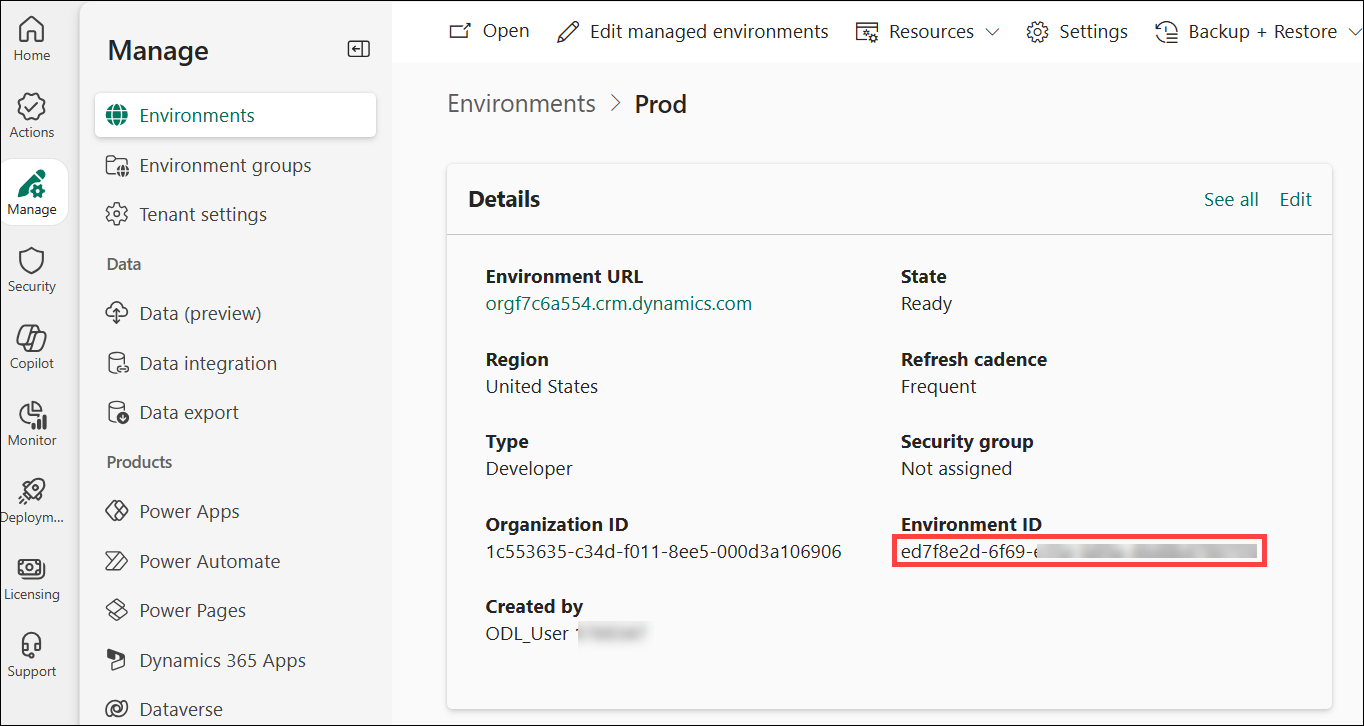 Home
Actions
Manage
Security
Copilot
Monitor
Deploym...
Licensing
Support
Manage
Environments
Environment groups
Tenant settings
Data
Data (preview)
Data integration
Data export
Products
Power Apps
Power Automate
Power Pages
Dynamics 365 Apps
Dataverse
Open Edit managed environments Resources Settings Backup + Restore
Environments > Prod
Details See all Edit
Environment URL
orgf7c6a554.crm.dynamics.com
State
Ready
Region
United States
Refresh cadence
Frequent
Type
Developer
Security group
Not assigned
Organization ID
1c553635-c34d-f011-8ee5-000d3a106906
Environment ID
ed7f8e2d-6f69-
Created by
ODL_User